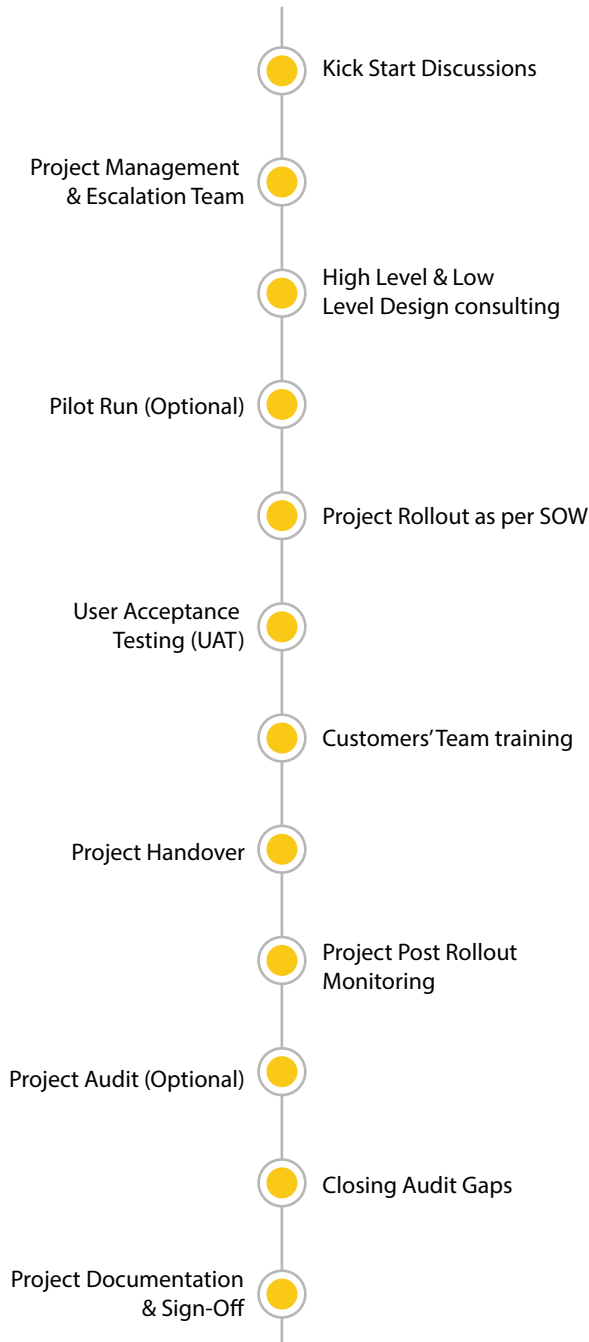 Kick Start Discussions
Project Management
& Escalation Team
High Level & Low
Level Design consulting
Pilot Run (Optional)
Project Rollout as per SOW
User Acceptance
Testing (UAT)
Customers’ Team training
Project Handover
Project Post Rollout
Monitoring
Project Audit (Optional)
Closing Audit Gaps
Project Documentation
& Sign-Off